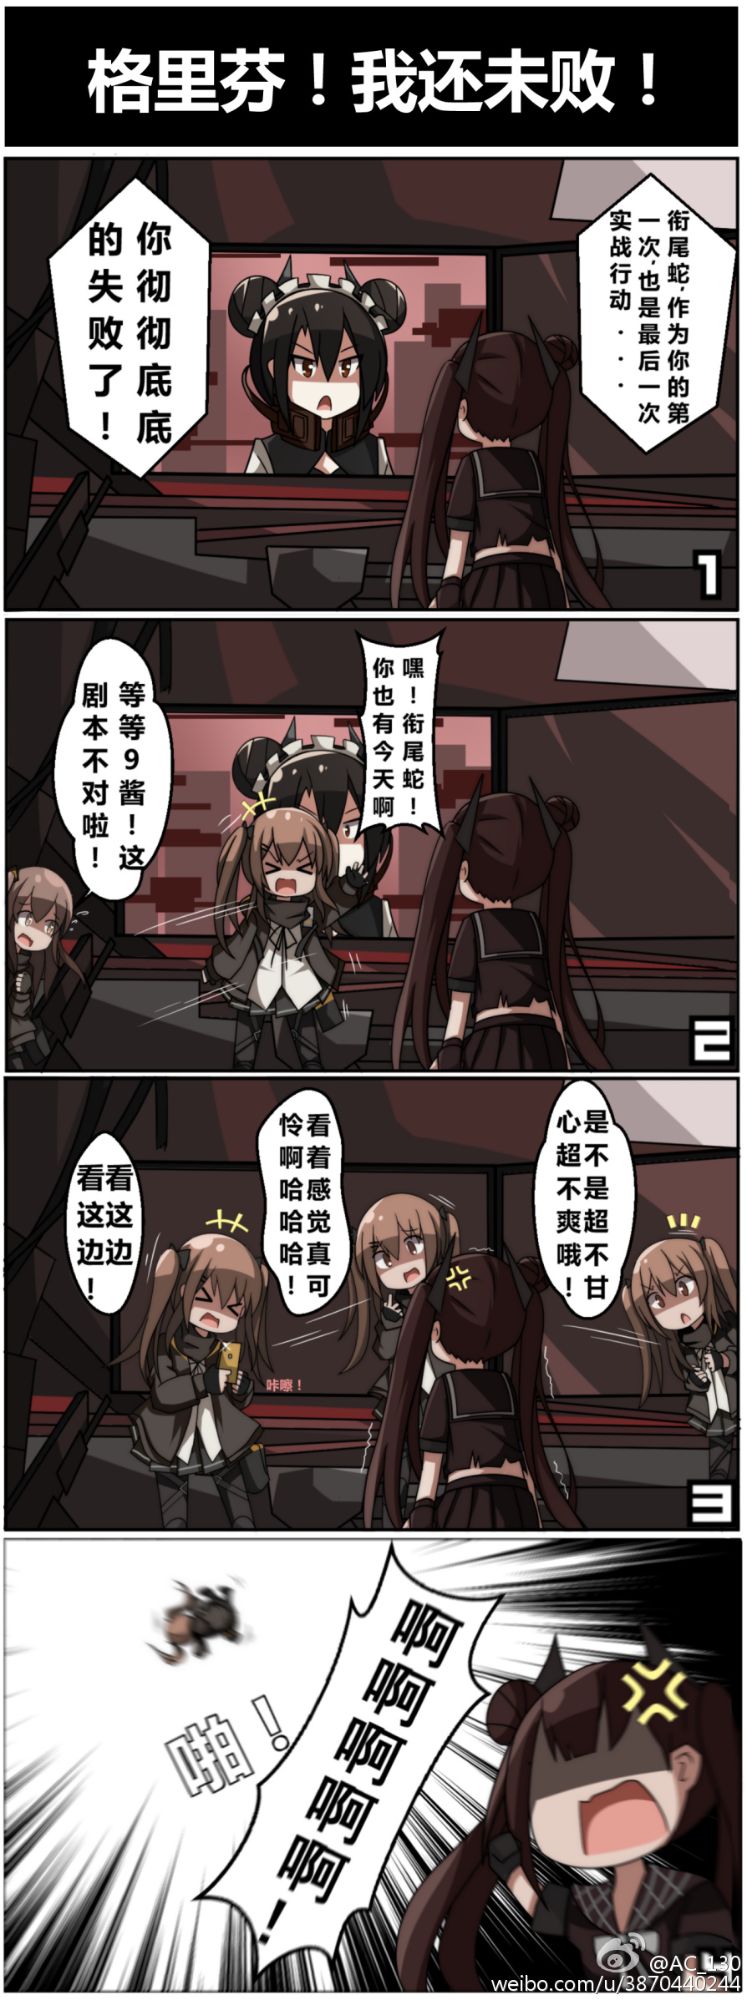 格里芬！我还未败！
衔尾蛇，作为你的第
一次，也是最后一次
实战行动····
你彻彻底底
的失败了！
1
嘿！衔尾蛇！
你也有今天啊
等等9酱！这
剧本不对啦！
2
是不是超不甘
心超不爽哦！
看着感觉真可
怜啊哈哈哈！
看这边
看这边！
咔嚓！
3
啊啊啊啊啊啊！
啪！
@AC_130
weibo.com/u/3870440244